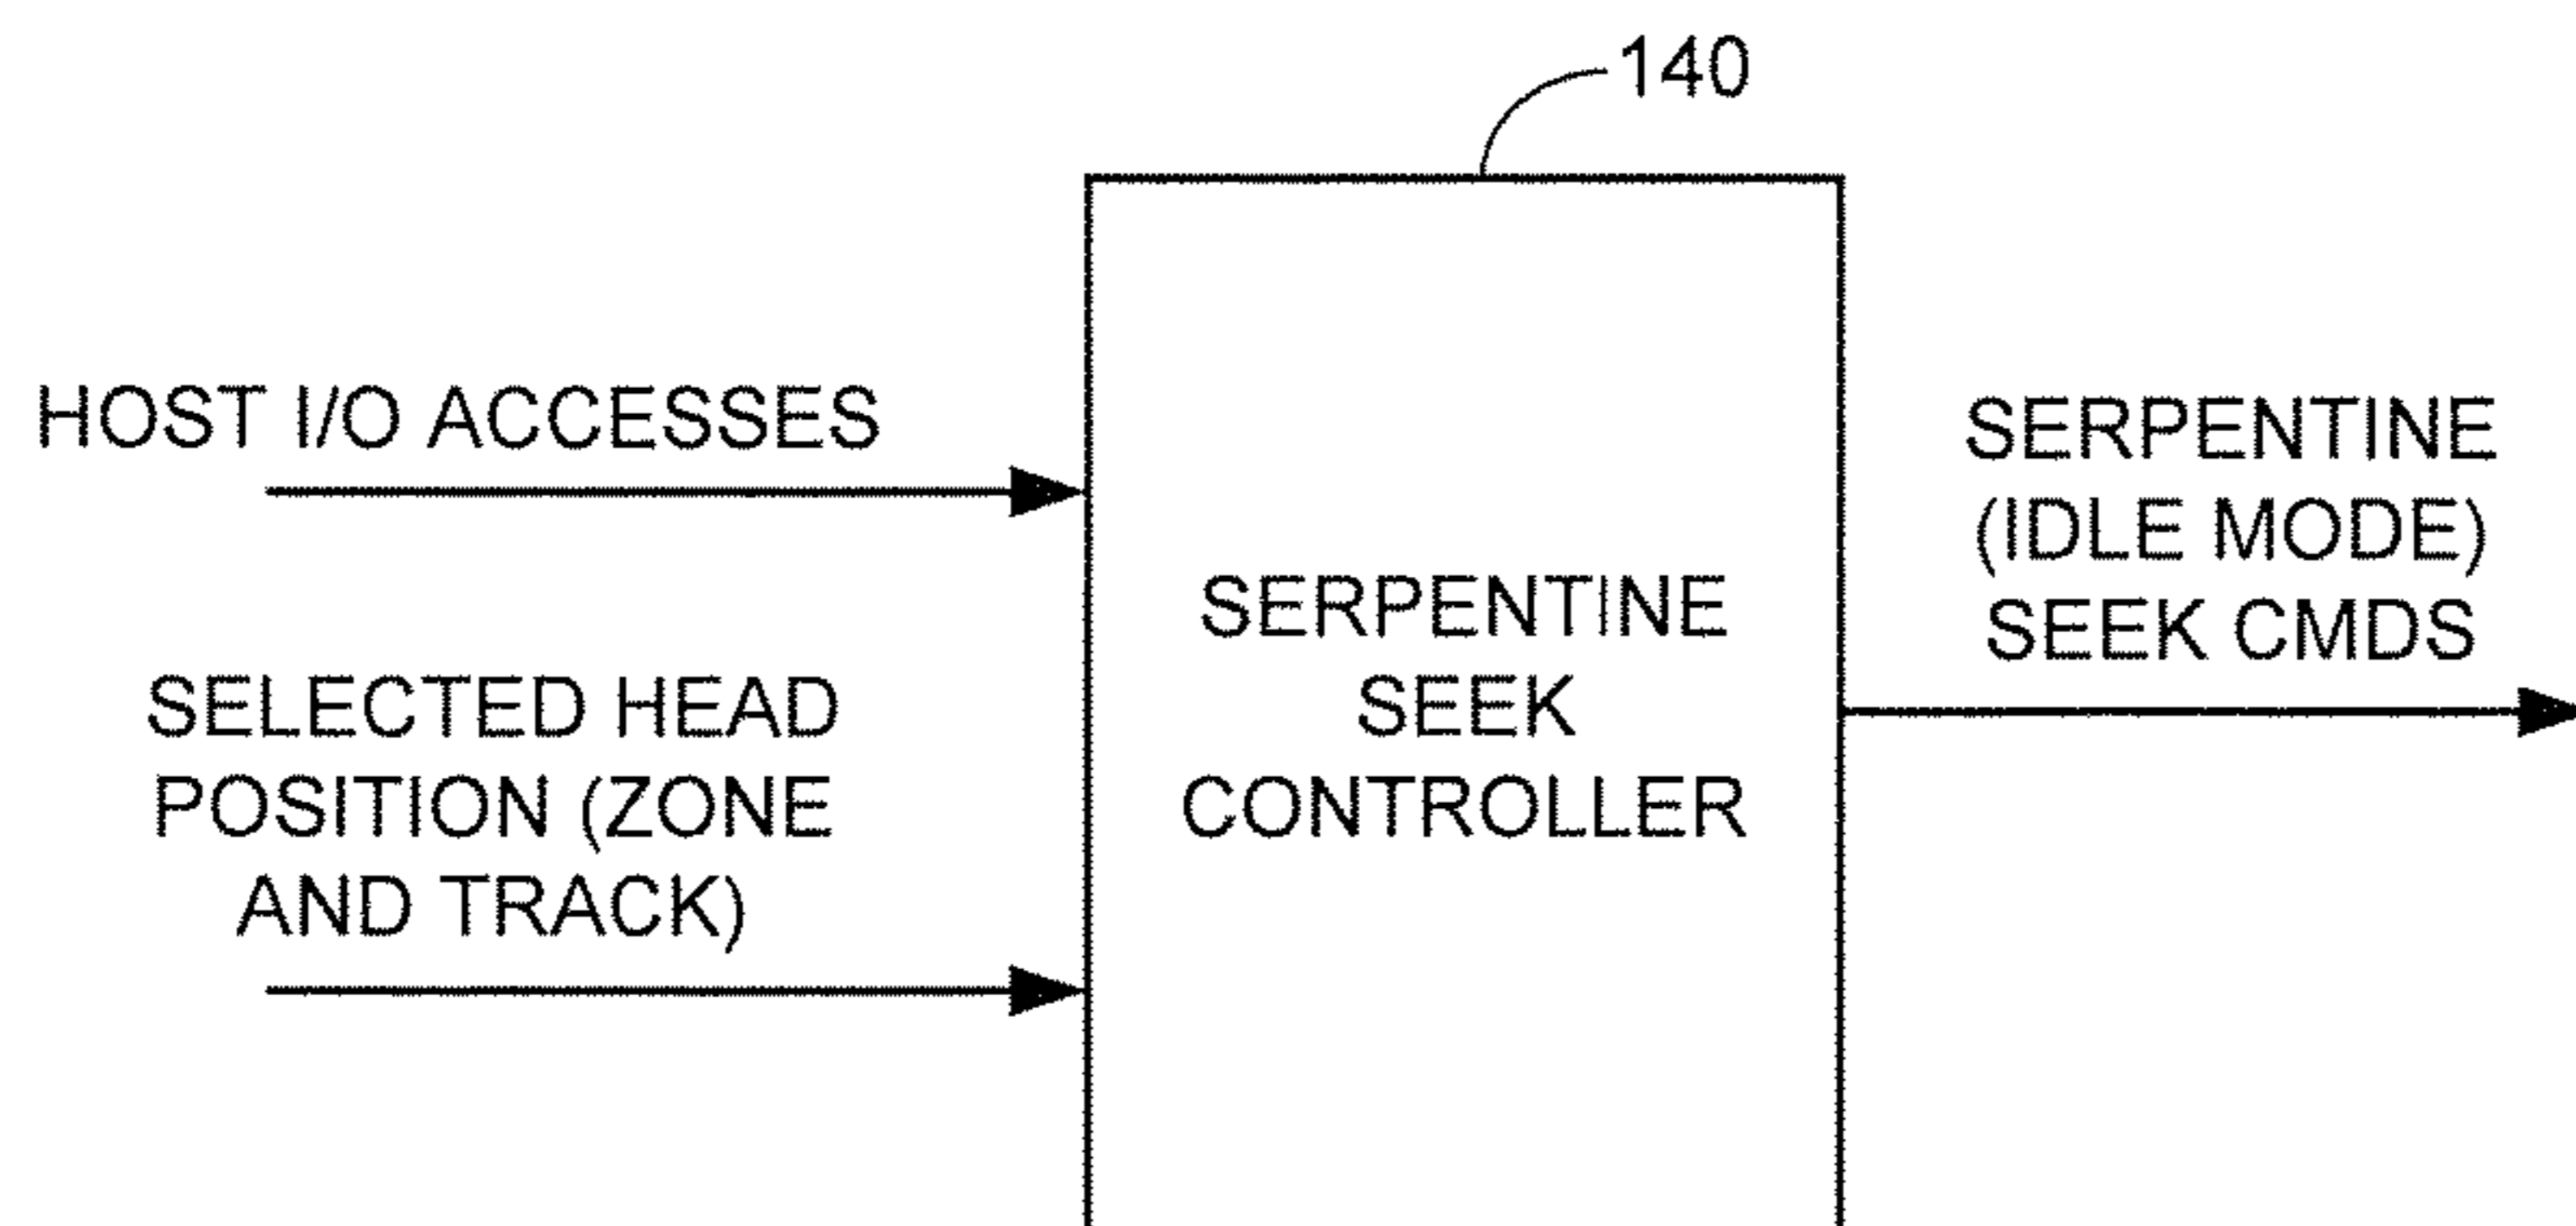 140
HOST I/O ACCESSES
SELECTED HEAD
POSITION (ZONE
AND TRACK)
SERPENTINE
SEEK
CONTROLLER
SERPENTINE
(IDLE MODE)
SEEK CMDS